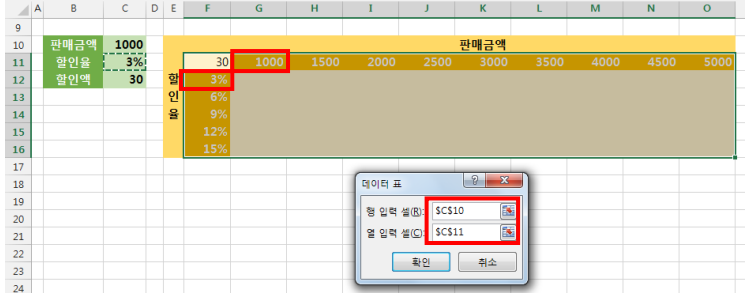 A B C D E F G H I J K L M N O
9
10 판매금액 1000 판매금액
11 할인율 3% 30 1000 1500 2000 2500 3000 3500 4000 4500 5000
12 할인액 30 할 3%
13 인 6%
14 율 9%
15 12%
16 15%
17
18 데이터 표 ?
19
20 행 입력 셀(R): $C$10
21 열 입력 셀(C): $C$11
22
23 확인 취소
24